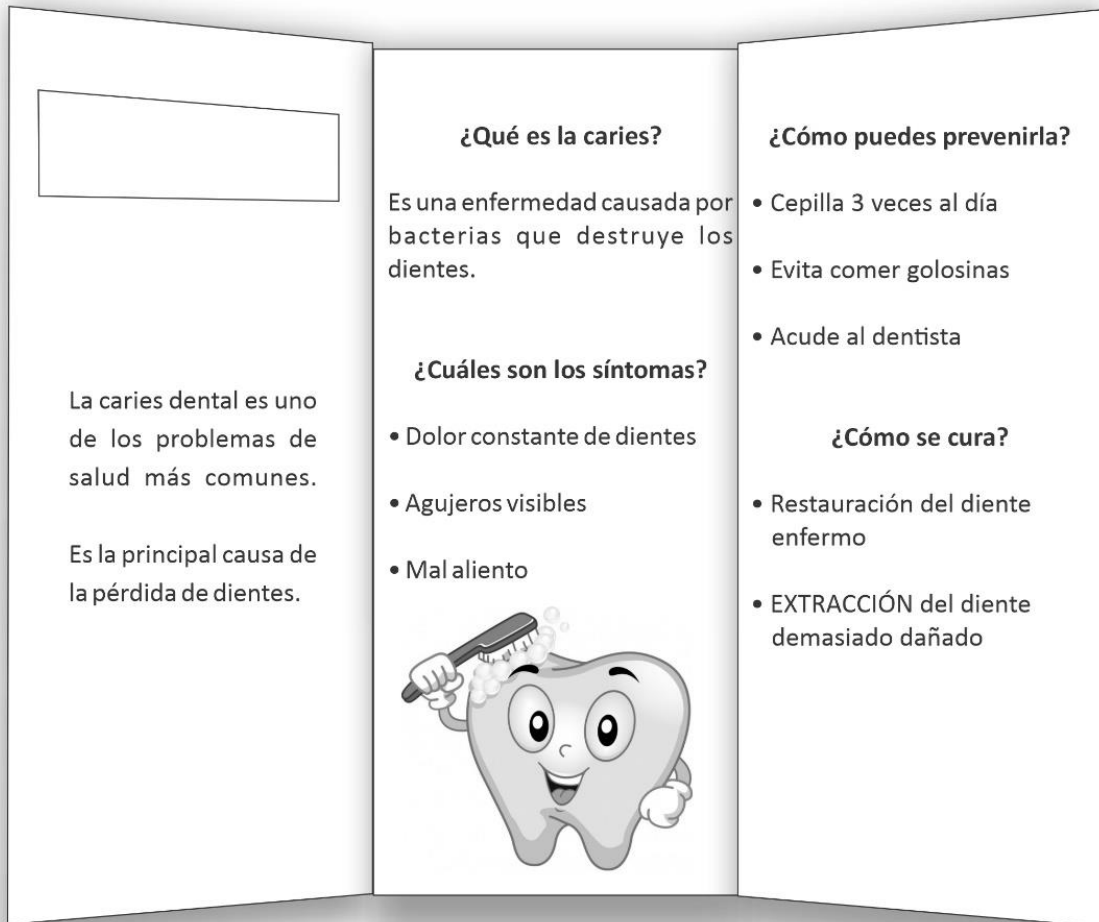 La caries dental es uno
de los problemas de
salud más comunes.
Es la principal causa de
la pérdida de dientes.
¿Qué es la caries?
Es una enfermedad causada por
bacterias que destruye los
dientes.
¿Cuáles son los síntomas?
• Dolor constante de dientes
• Agujeros visibles
• Mal aliento
¿Cómo puedes prevenirla?
• Cepilla 3 veces al día
• Evita comer golosinas
• Acude al dentista
¿Cómo se cura?
• Restauración del diente
enfermo
• EXTRACCIÓN del diente
demasiado dañado